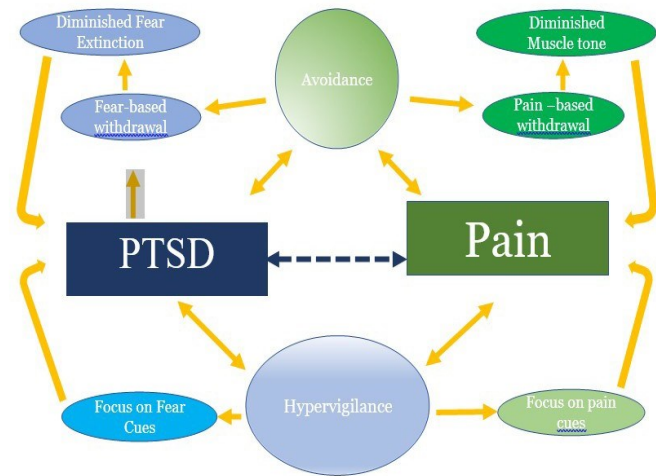 Diminished Fear
Extinction
Diminished
Muscle tone
Avoidance
Fear-based
withdrawal
Pain –based
withdrawal
PTSD
Pain
Hypervigilance
Focus on Fear
Cues
Focus on pain
cues